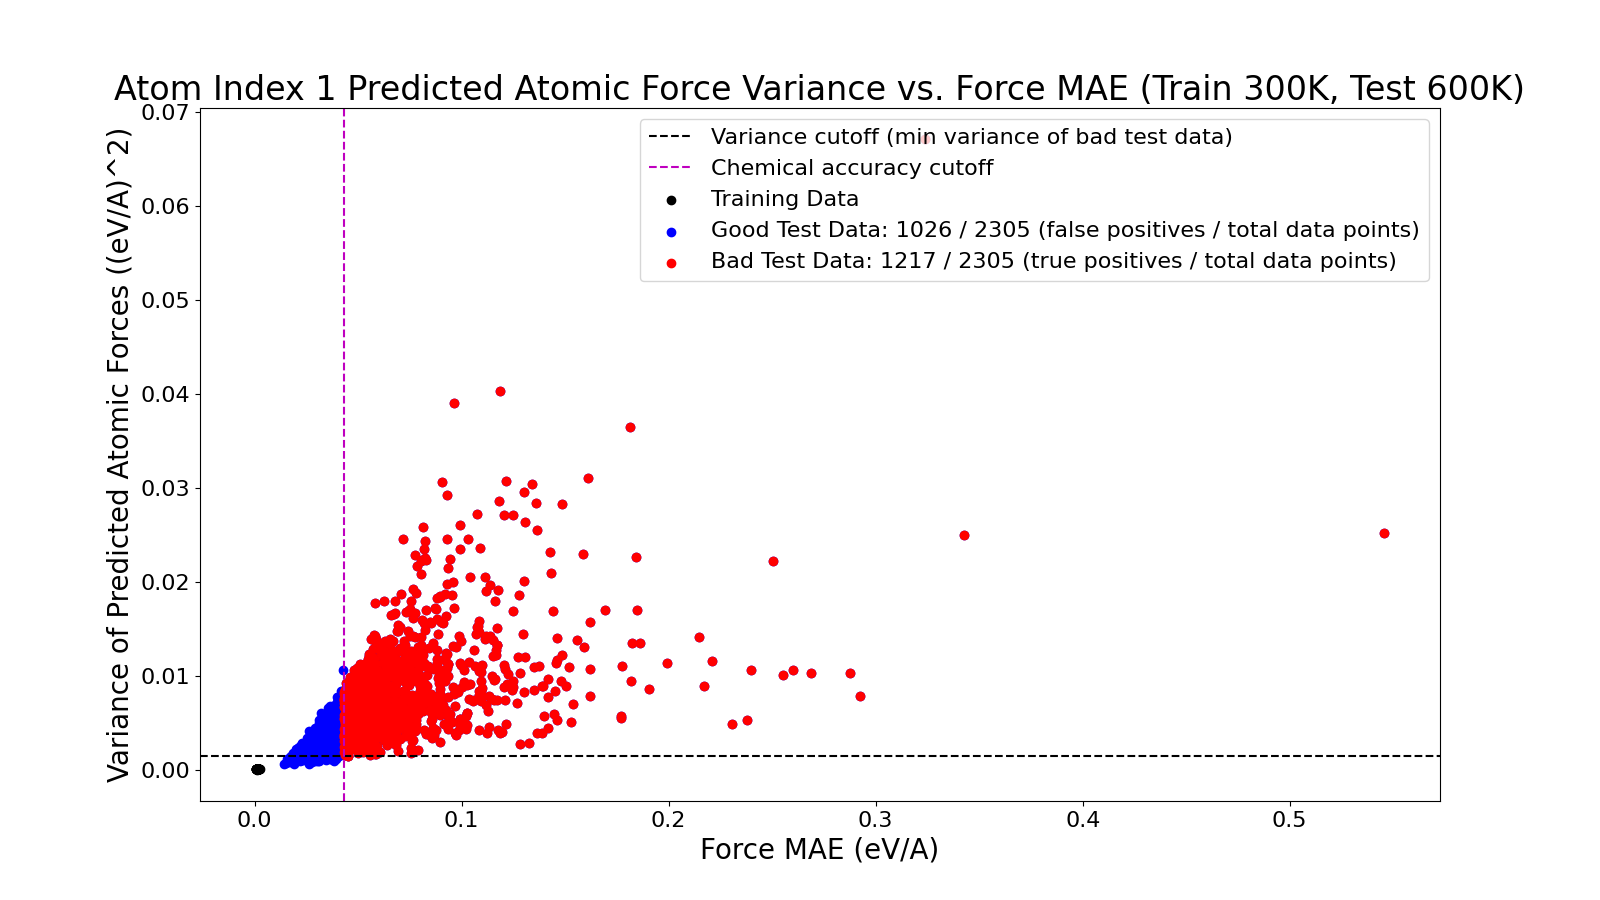 Atom Index 1 Predicted Atomic Force Variance vs. Force MAE (Train 300K, Test 600K)
Variance of Predicted Atomic Forces ((eV/A)^2)
0.07
0.06
0.05
0.04
0.03
0.02
0.01
0.00
Variance cutoff (min variance of bad test data)
Chemical accuracy cutoff
Training Data
Good Test Data: 1026 / 2305 (false positives / total data points)
Bad Test Data: 1217 / 2305 (true positives / total data points)
0.0 0.1 0.2 0.3 0.4 0.5
Force MAE (eV/A)